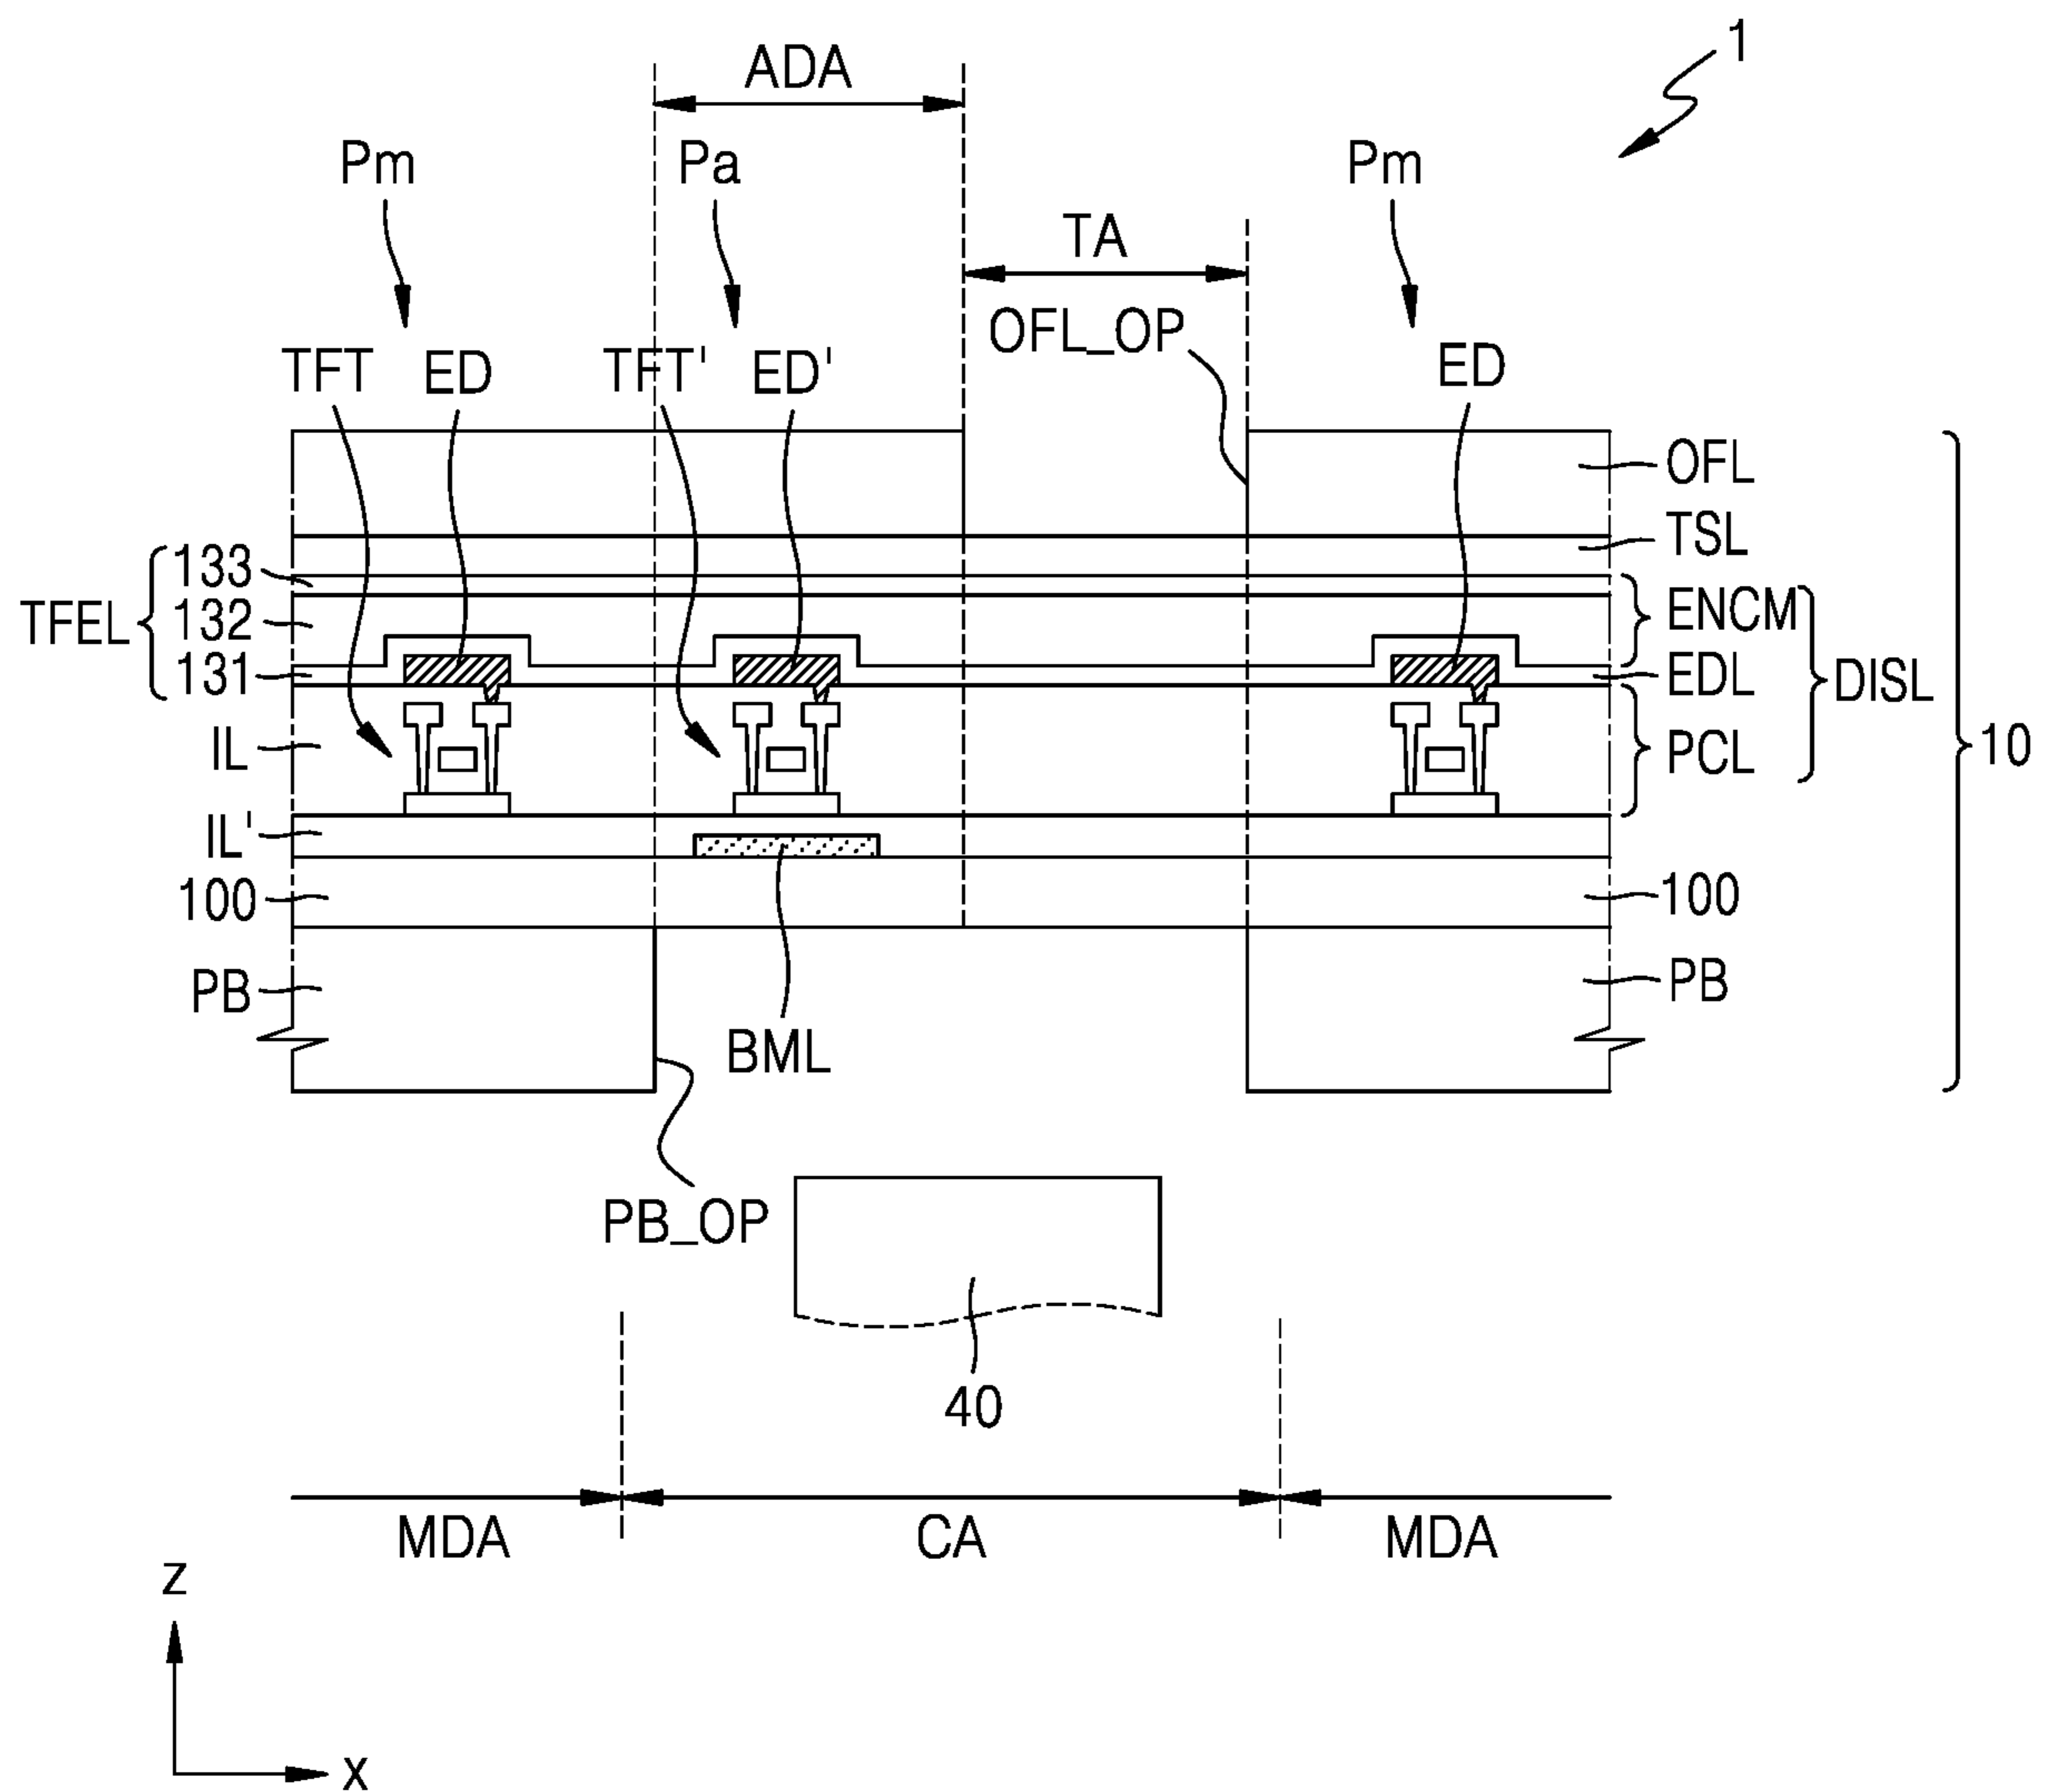 1
ADA
Pm Pa Pm
TA
OFL_OP
TFT ED TFT' ED' ED
OFL
TSL
133
TFEL 132 ENCM
131 EDL DISL
IL PCL 10
IL'
100 100
PB PB
BML
PB_OP
40
MDA CA MDA
z
x